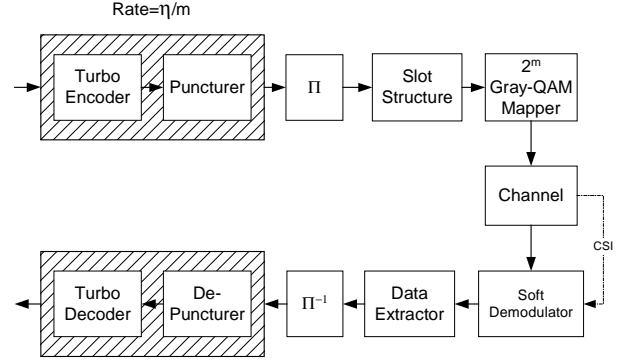 Rate=η/m
Turbo
Encoder
Puncturer
Π
Slot
Structure
2^m
Gray-QAM
Mapper
Channel
CSI
Turbo
Decoder
De-
Puncturer
Π⁻¹
Data
Extractor
Soft
Demodulator